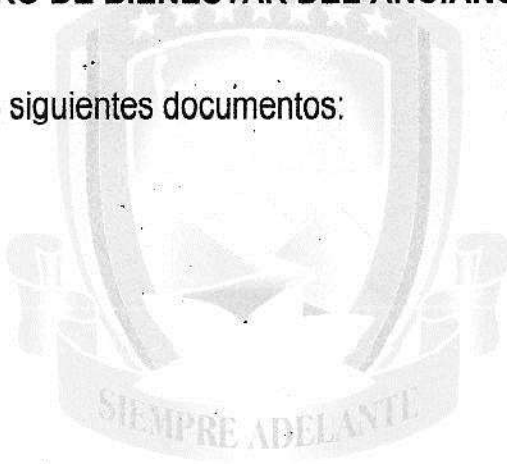 DE BIENESTAR DEL ANCIANO
siguientes documentos:
SIEMPRE ADELANTE